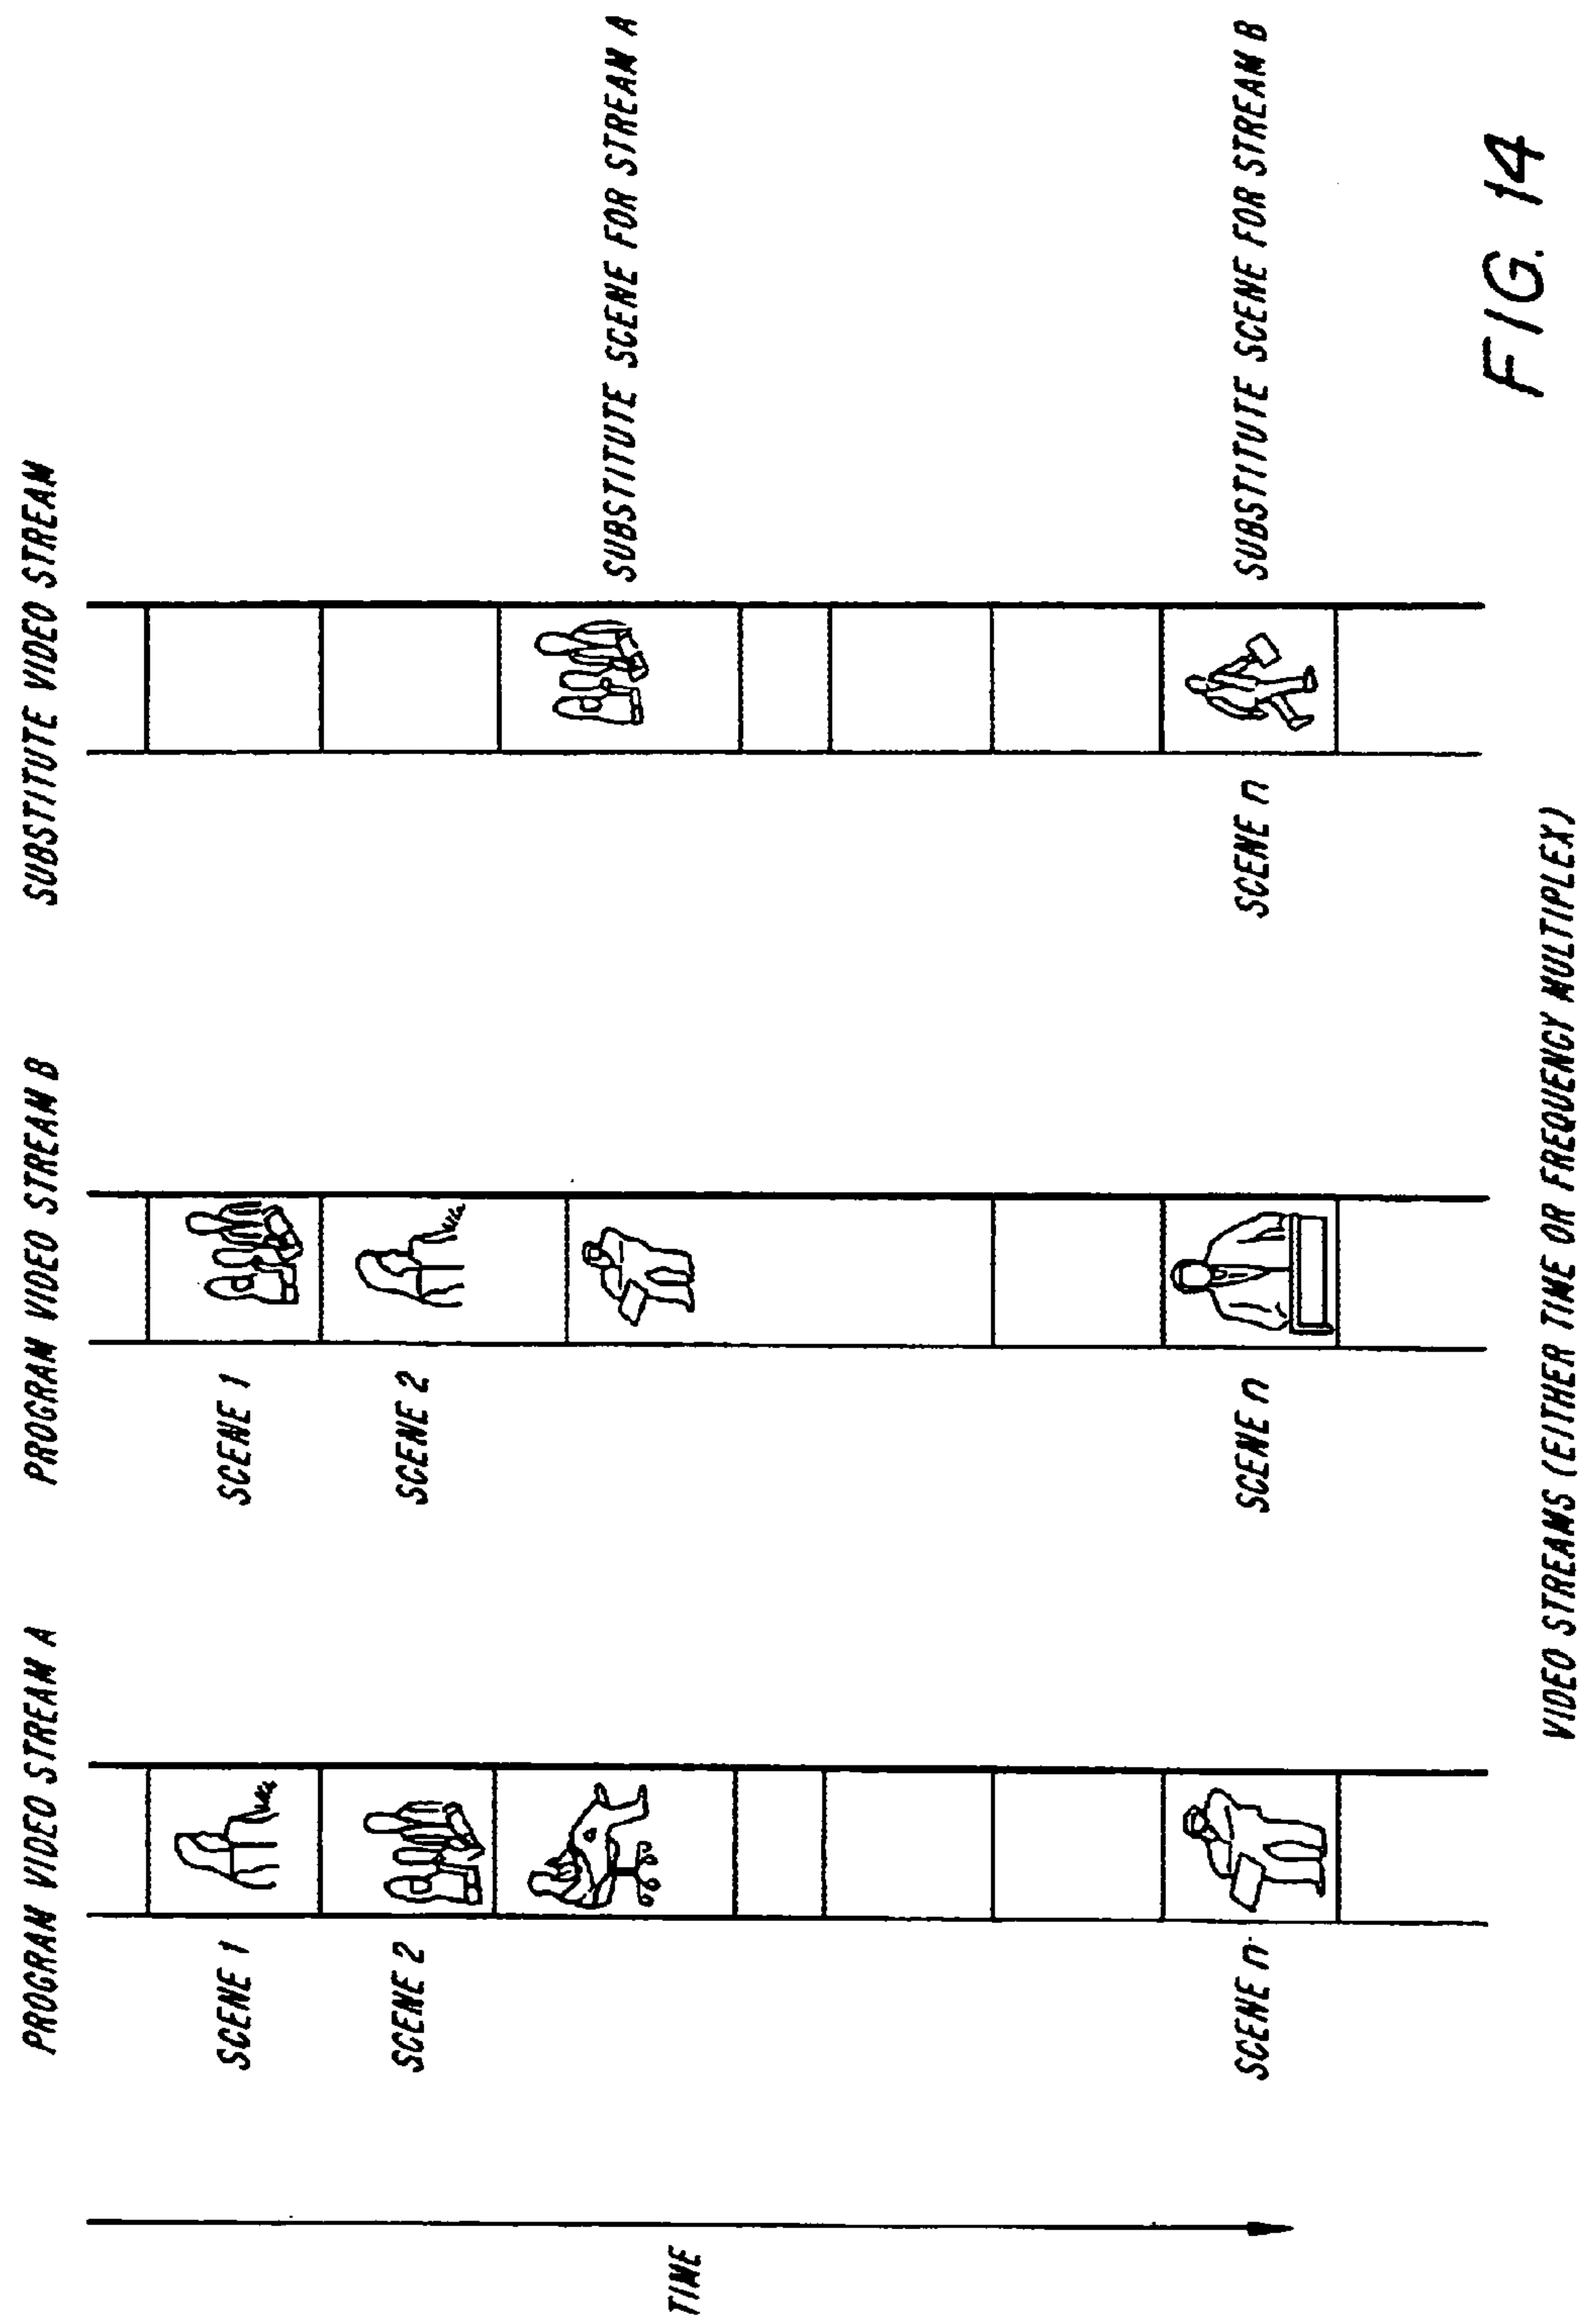 PROGRAM VIDEO STREAM A
PROGRAM VIDEO STREAM B
SUBSTITUTE VIDEO STREAM
SCENE 1
SCENE 1
SCENE 2
SCENE 2
TIME
SUBSTITUTE SCENE FOR STREAM A
SCENE n
SCENE n
SCENE n
SUBSTITUTE SCENE FOR STREAM B
VIDEO STREAMS (EITHER TIME OR FREQUENCY MULTIPLEX)
FIG. 14